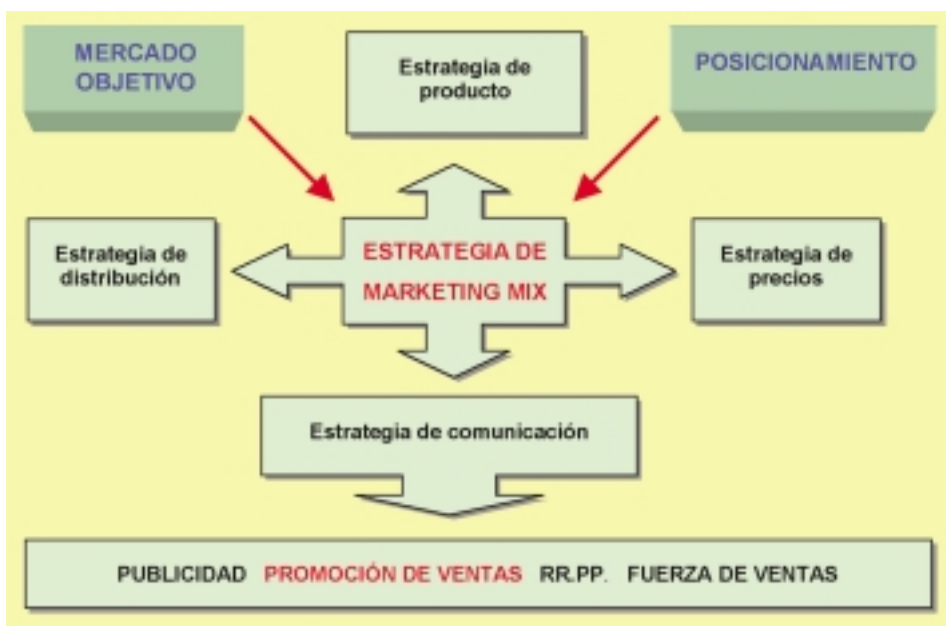 MERCADO
OBJETIVO
Estrategia de
producto
POSICIONAMIENTO
Estrategia de
distribución
ESTRATEGIA DE
MARKETING MIX
Estrategia de
precios
Estrategia de comunicación
PUBLICIDAD PROMOCIÓN DE VENTAS RR.PP. FUERZA DE VENTAS